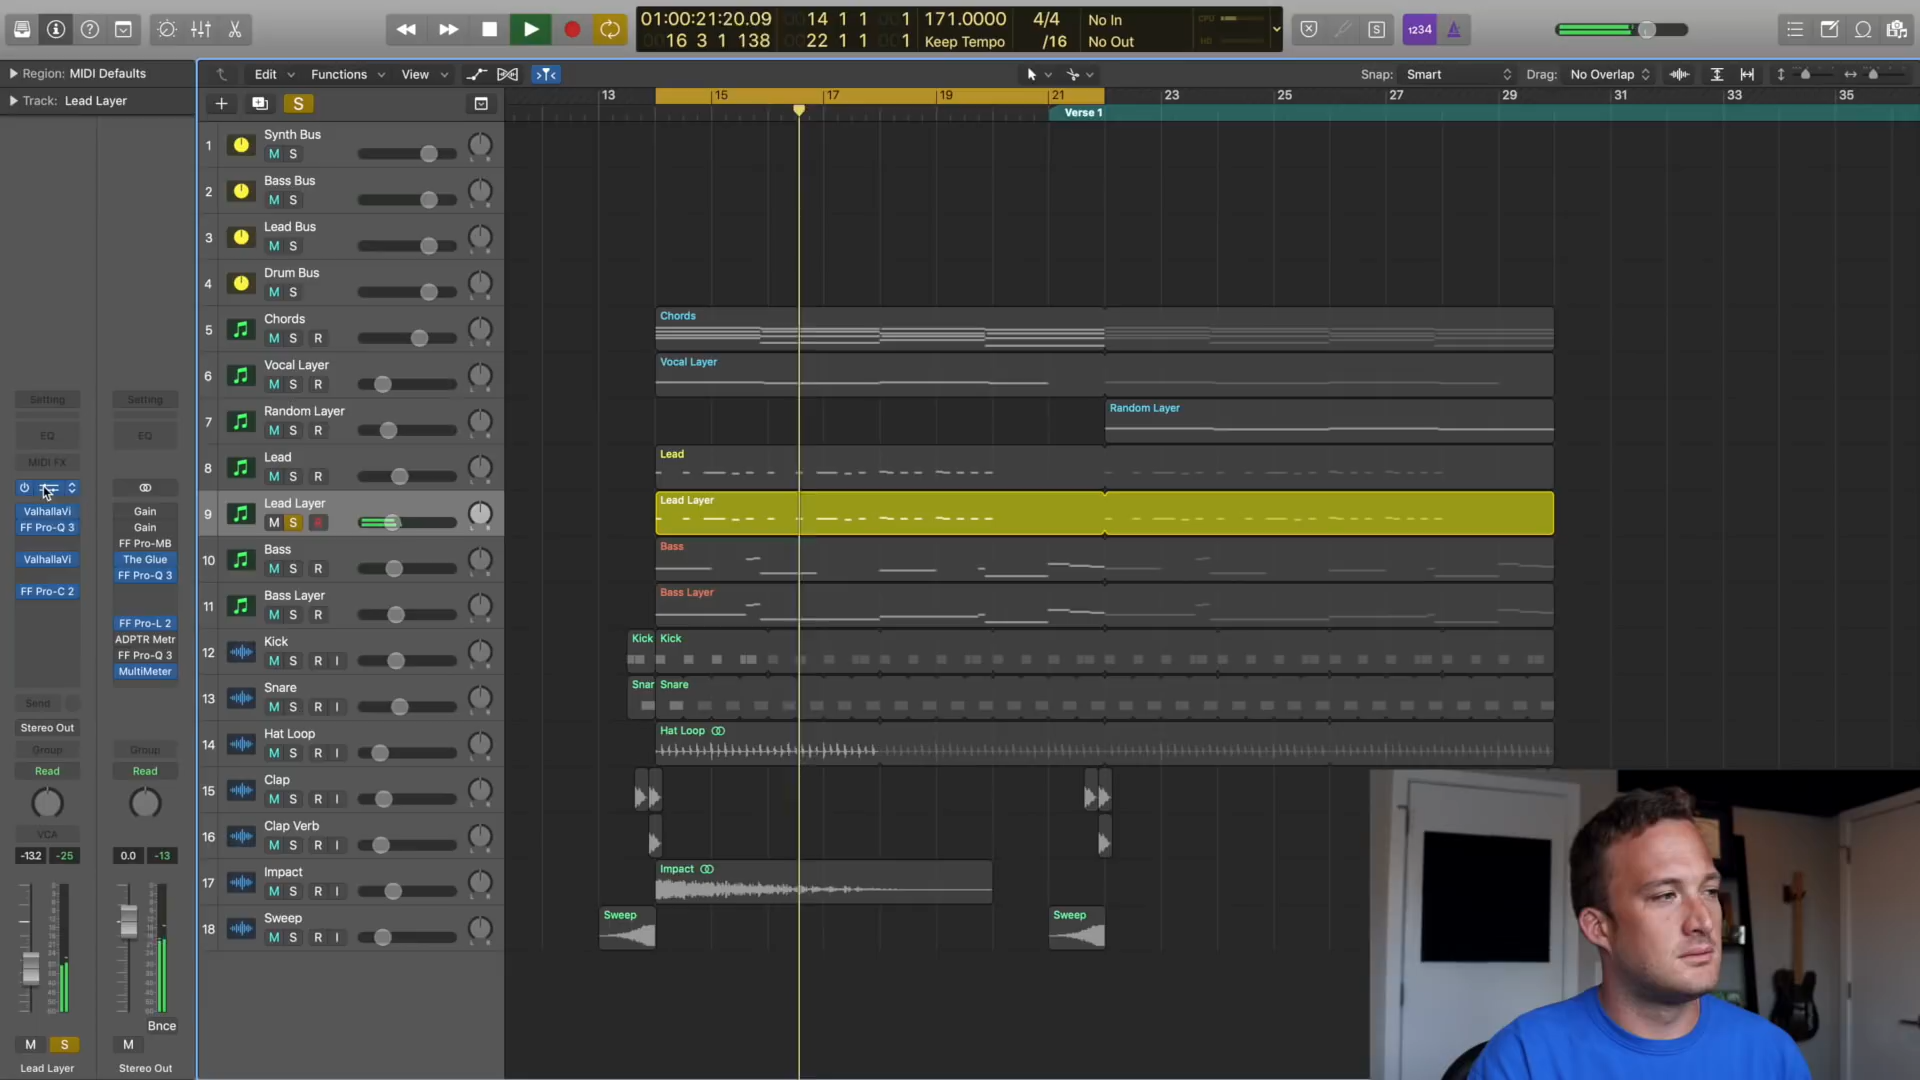 01:00:21:20.09
16 3 1 138
14 1 1 1
22 1 1 1
171.0000
Keep Tempo
4/4
/16
No In
No Out
CPU
HD
S
1234
Region: MIDI Defaults
Track: Lead Layer
Edit
Functions
View
Snap: Smart
Drag: No Overlap
S
13
15
17
19
21
23
25
27
29
31
33
35
Verse 1
1
Synth Bus
M S
2
Bass Bus
M S
3
Lead Bus
M S
4
Drum Bus
M S
5
Chords
M S R
Chords
6
Vocal Layer
M S R
Vocal Layer
7
Random Layer
M S R
Random Layer
8
Lead
M S R
Lead
9
Lead Layer
M S R
Lead Layer
10
Bass
M S R
Bass
11
Bass Layer
M S R
Bass Layer
12
Kick
M S R I
Kick
Kick
13
Snare
M S R I
Snar
Snare
14
Hat Loop
M S R I
Hat Loop
15
Clap
M S R I
16
Clap Verb
M S R I
17
Impact
M S R I
Impact
18
Sweep
M S R I
Sweep
Sweep
Setting
EQ
MIDI FX
ValhallaVi
FF Pro-Q 3
ValhallaVi
FF Pro-C 2
Send
Stereo Out
Group
Read
VCA
-13.2
-25
M S
Lead Layer
Setting
EQ
Gain
Gain
FF Pro-MB
The Glue
FF Pro-Q 3
FF Pro-L 2
ADPTR Metr
FF Pro-Q 3
MultiMeter
Group
Read
0.0
-13
Bnce
M
Stereo Out